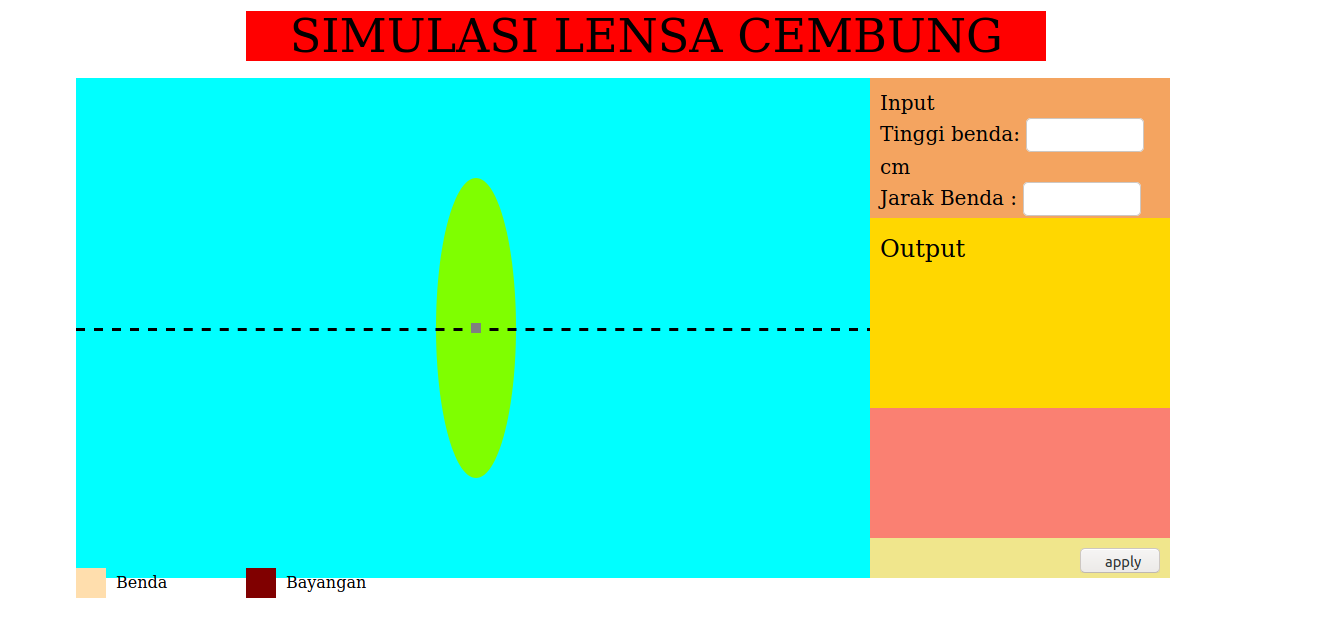 SIMULASI LENSA CEMBUNG
Input
Tinggi benda:
cm
Jarak Benda :
Output
apply
Benda
Bayangan